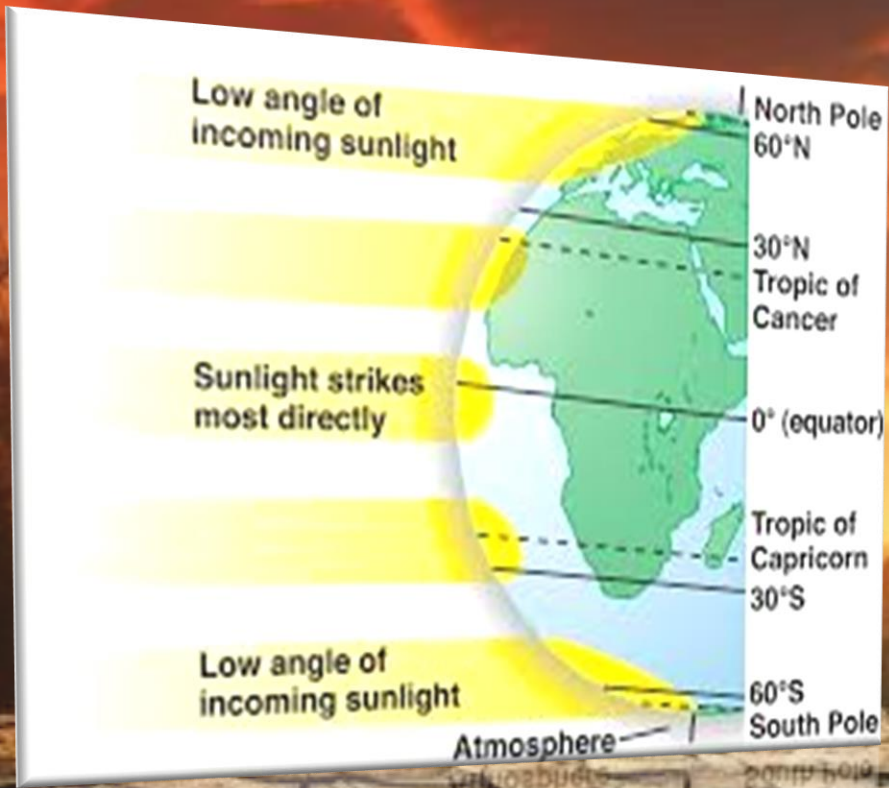 Low angle of
incoming sunlight
Sunlight strikes
most directly
Low angle of
incoming sunlight
Atmosphere
North Pole
60°N
30°N
Tropic of
Cancer
0° (equator)
Tropic of
Capricorn
30°S
60°S
South Pole